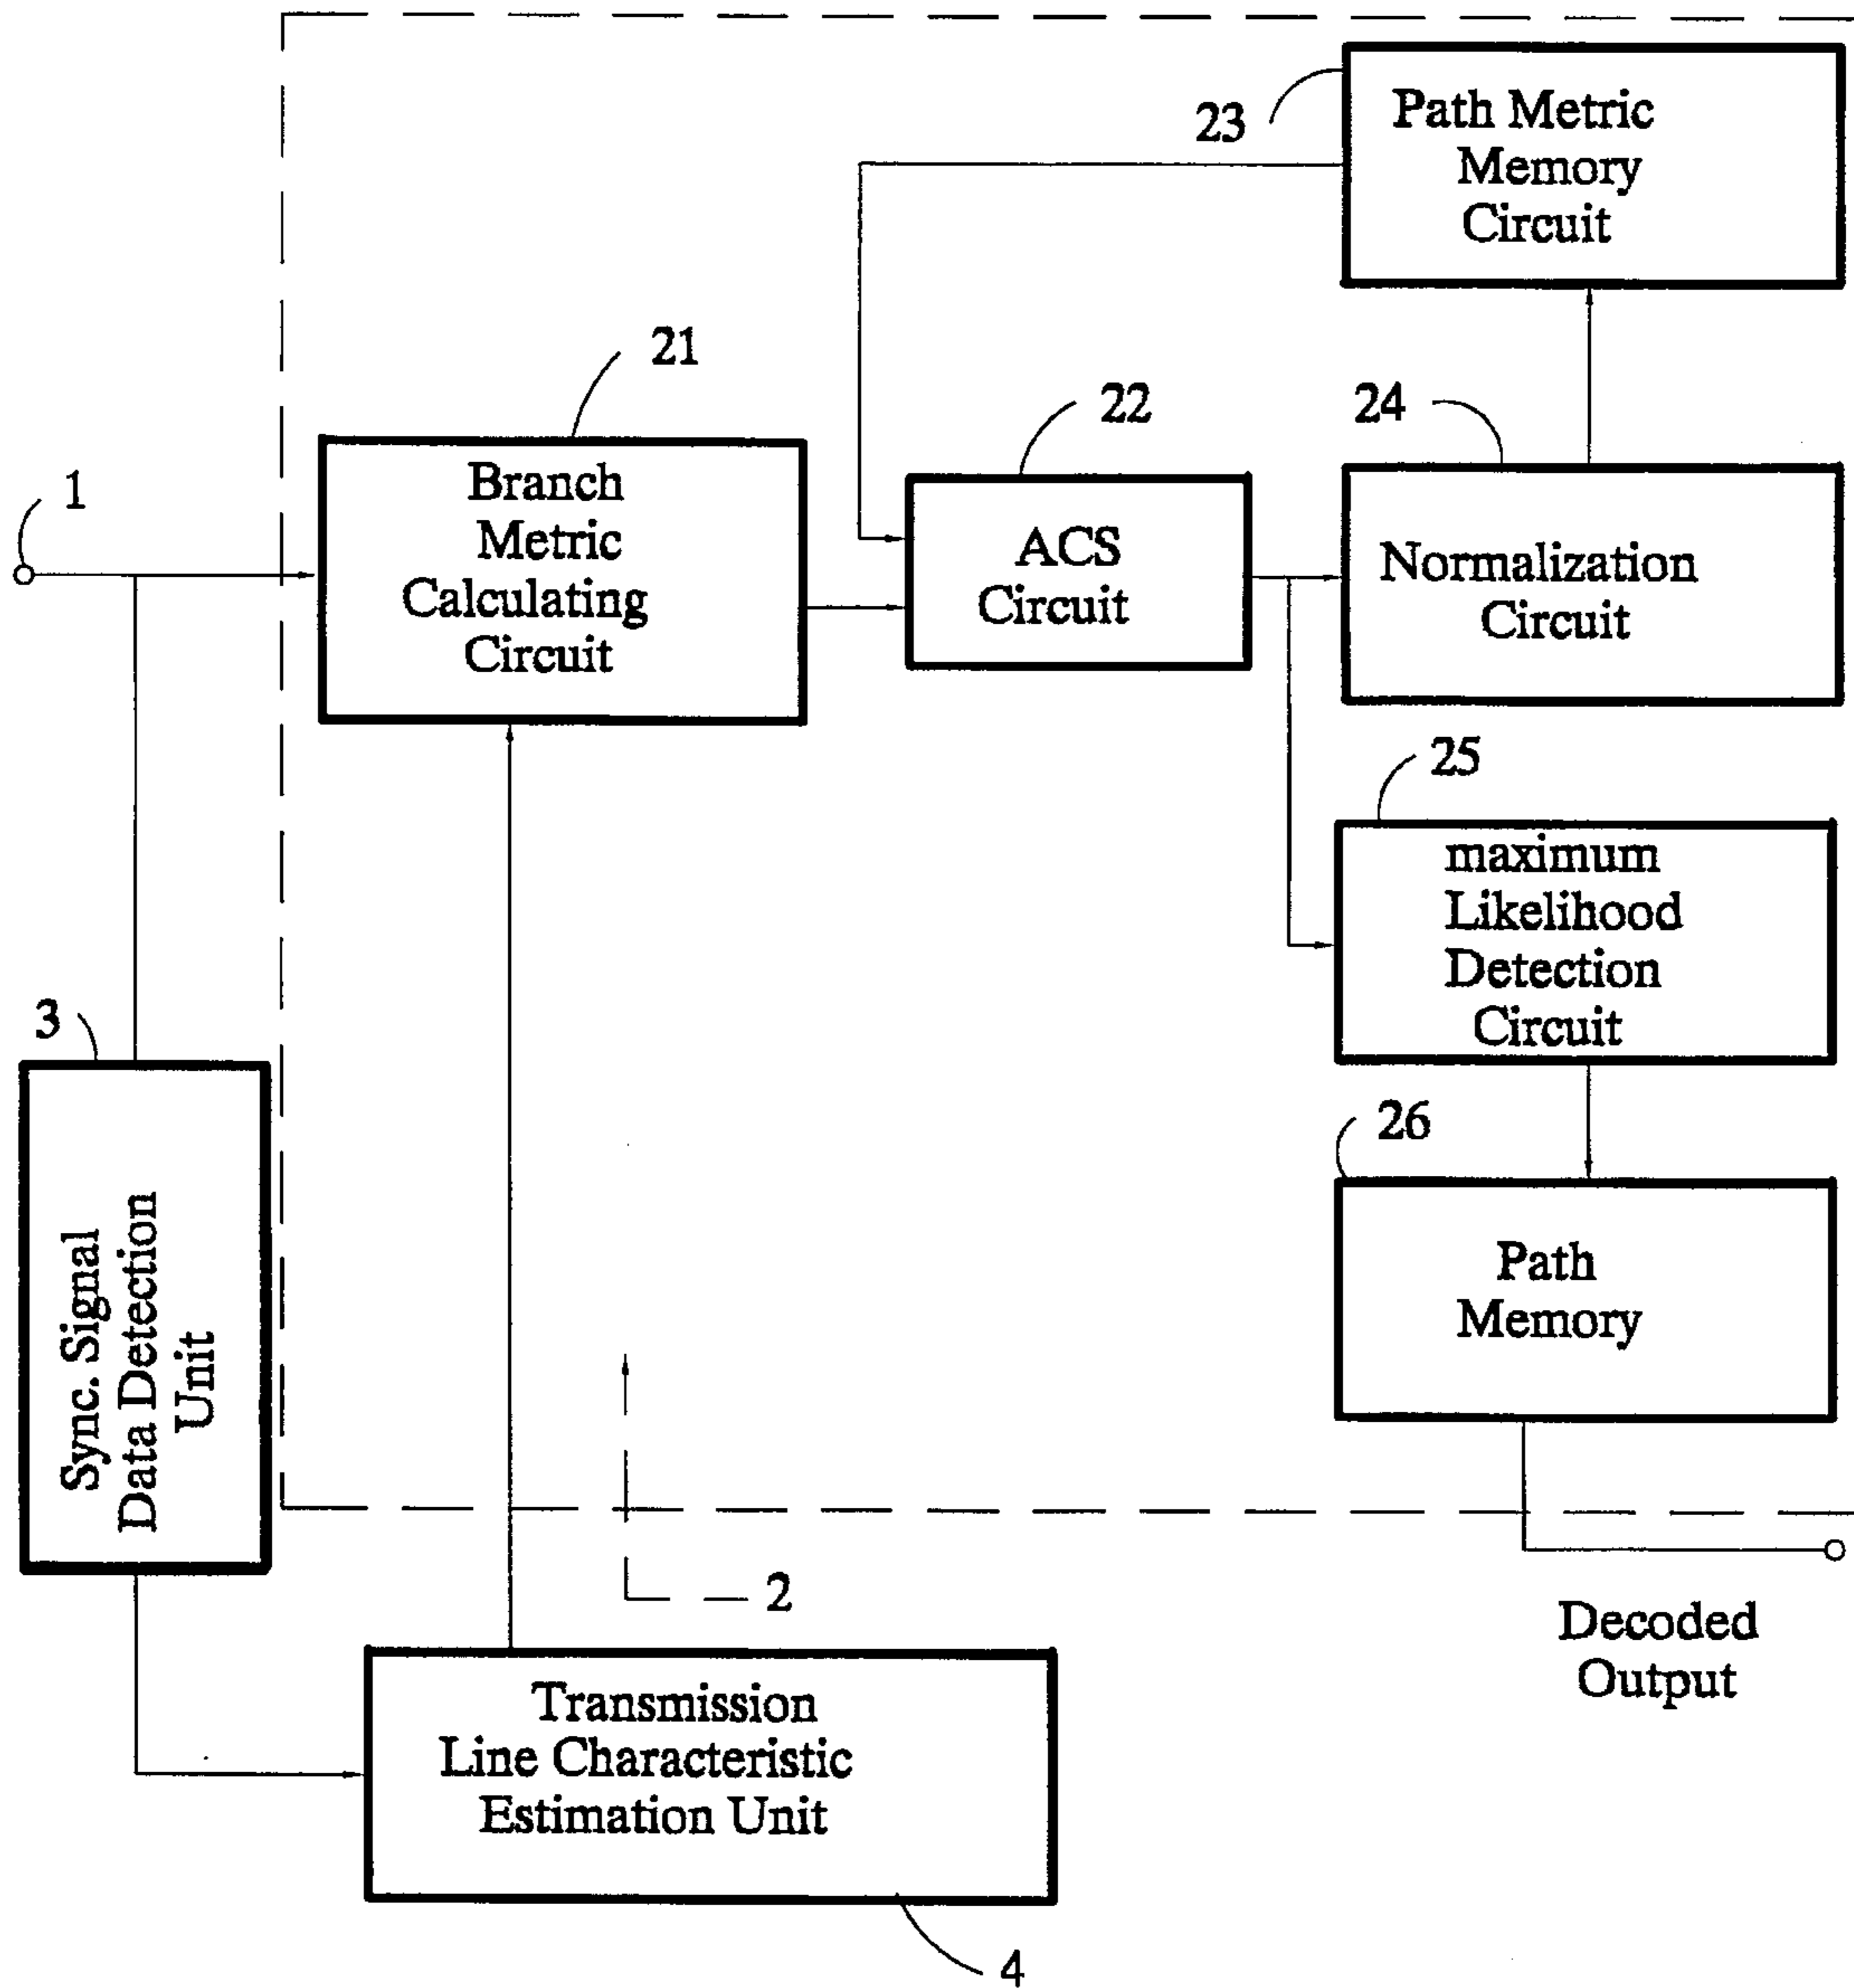 23
Path Metric
Memory
Circuit
21
22
24
1
Branch
Metric
Calculating
Circuit
ACS
Circuit
Normalization
Circuit
25
maximum
Likelihood
Detection
Circuit
3
26
Sync. Signal
Data Detection
Unit
Path
Memory
2
Decoded
Output
Transmission
Line Characteristic
Estimation Unit
4